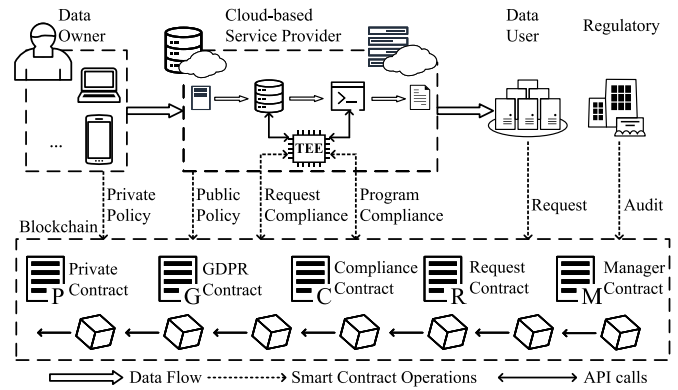 Data
Owner
Cloud-based
Service Provider
Data
User
Regulatory
...
TEE
Private
Policy
Public
Policy
Request
Compliance
Program
Compliance
Request
Audit
Blockchain
Private
Contract
P
GDPR
Contract
G
Compliance
Contract
C
Request
Contract
R
Manager
Contract
M
Data Flow
Smart Contract Operations
API calls